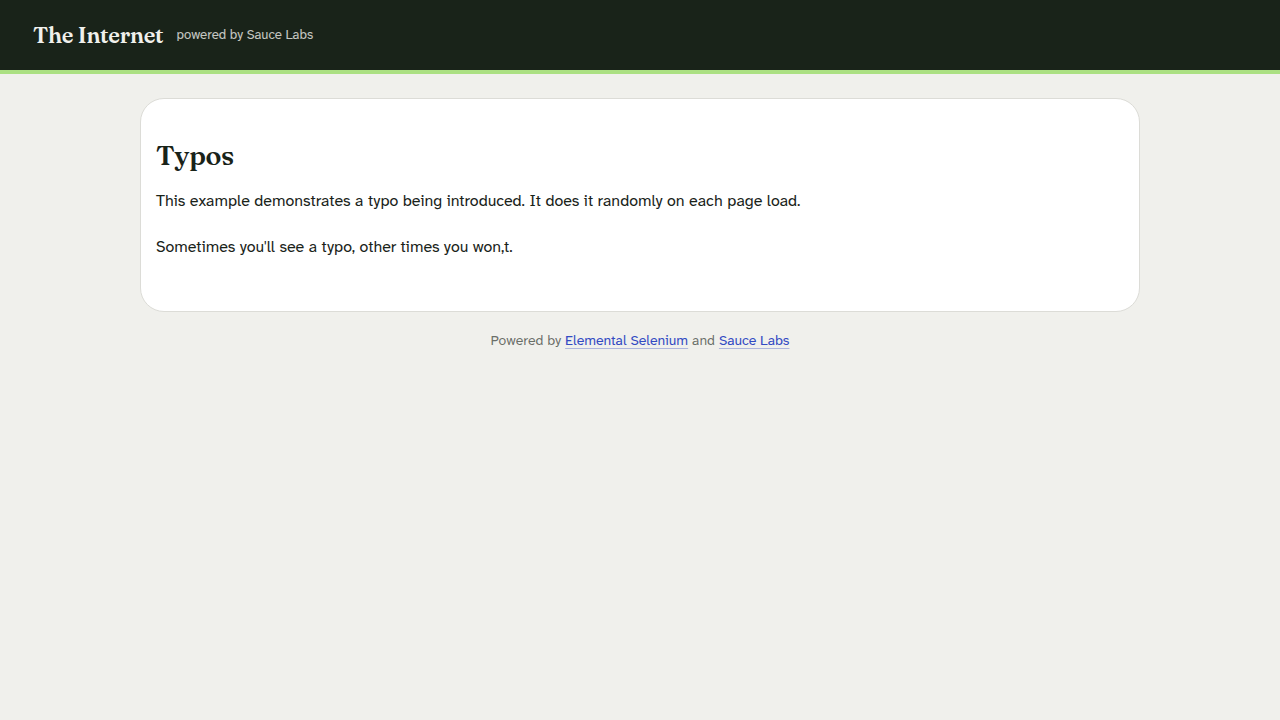 The Internet powered by Sauce Labs
Typos
This example demonstrates a typo being introduced. It does it randomly on each page load.
Sometimes you'll see a typo, other times you won,t.
Powered by Elemental Selenium and Sauce Labs